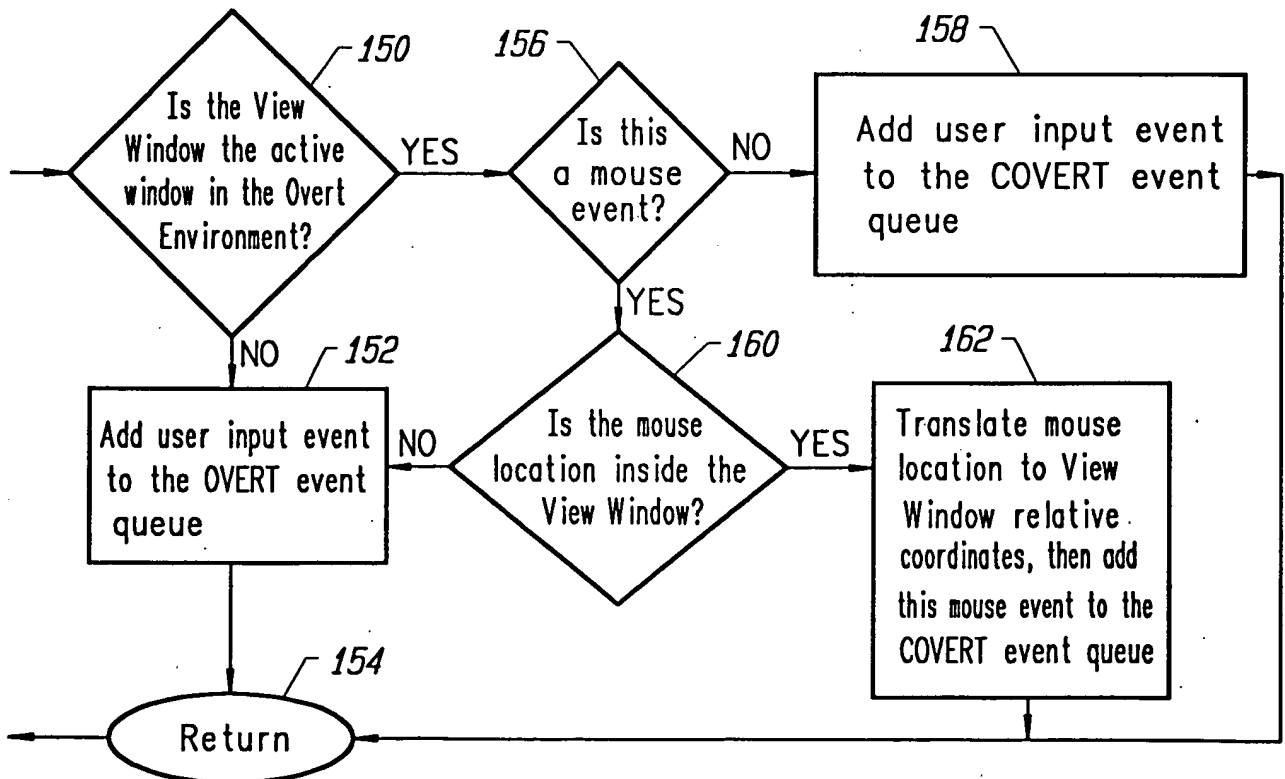 150
Is the View
Window the active
window in the Overt
Environment?
YES
NO
156
Is this
a mouse
event?
NO
YES
158
Add user input event
to the COVERT event
queue
152
Add user input event
to the OVERT event
queue
160
Is the mouse
location inside the
View Window?
NO
YES
162
Translate mouse
location to View
Window relative
coordinates, then add
this mouse event to the
COVERT event queue
154
Return